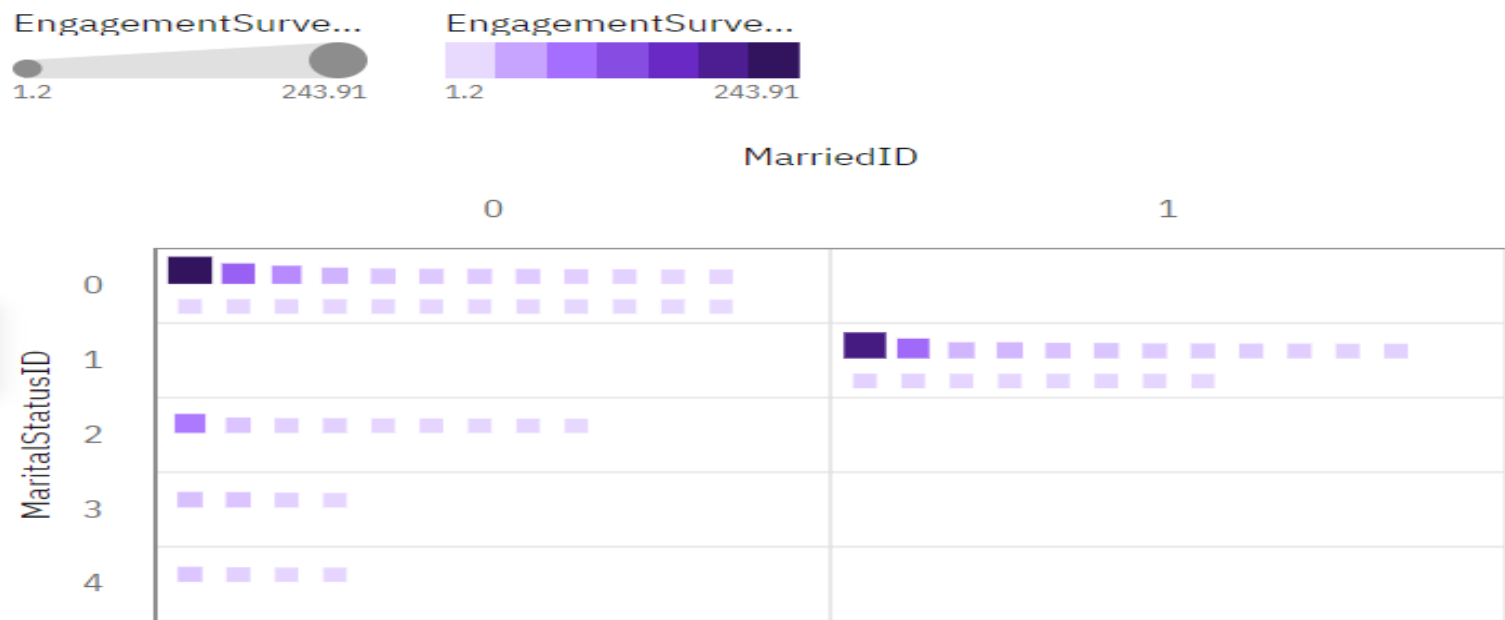 EngagementSurve... EngagementSurve...
1.2 243.91 1.2 243.91
MarriedID
0 1
MaritalStatusID
0
1
2
3
4